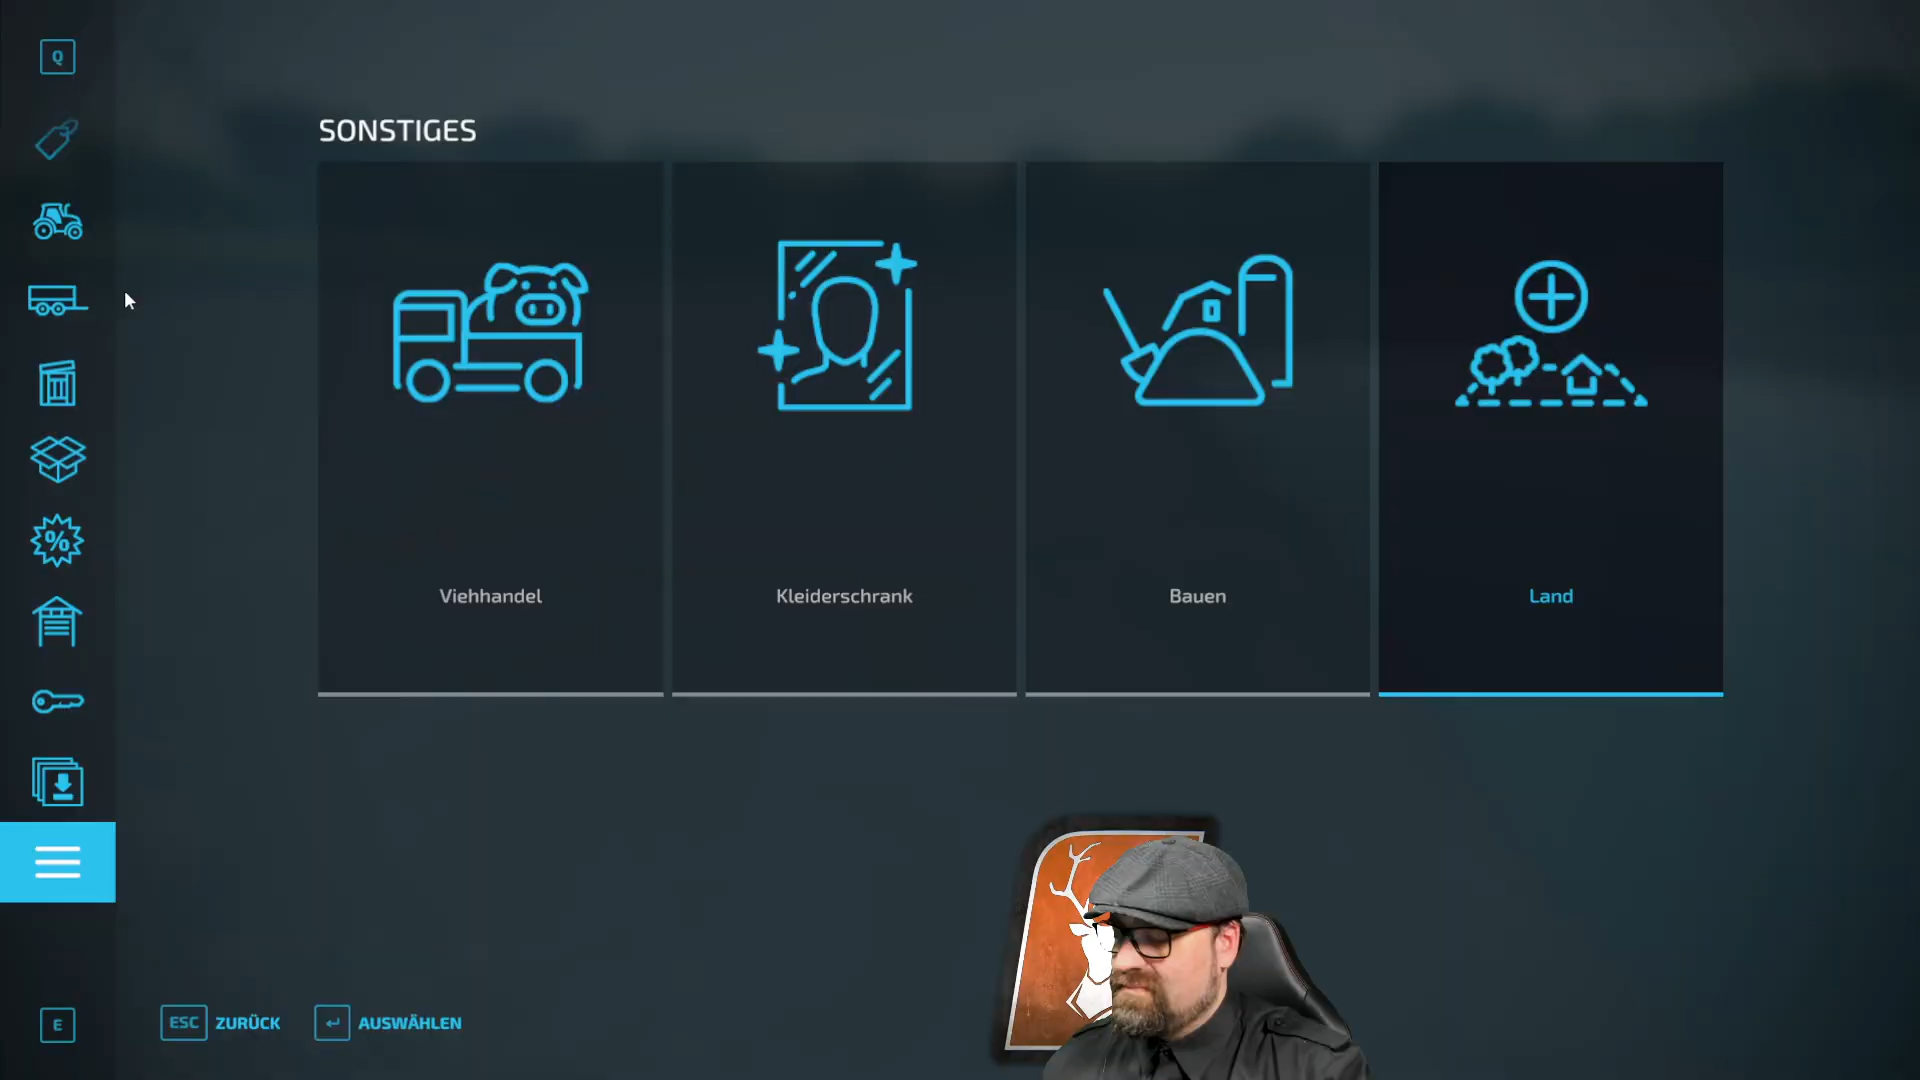 Q
SONSTIGES
%
Viehhandel
Kleiderschrank
Bauen
Land
E
ESC ZURÜCK
AUSWÄHLEN